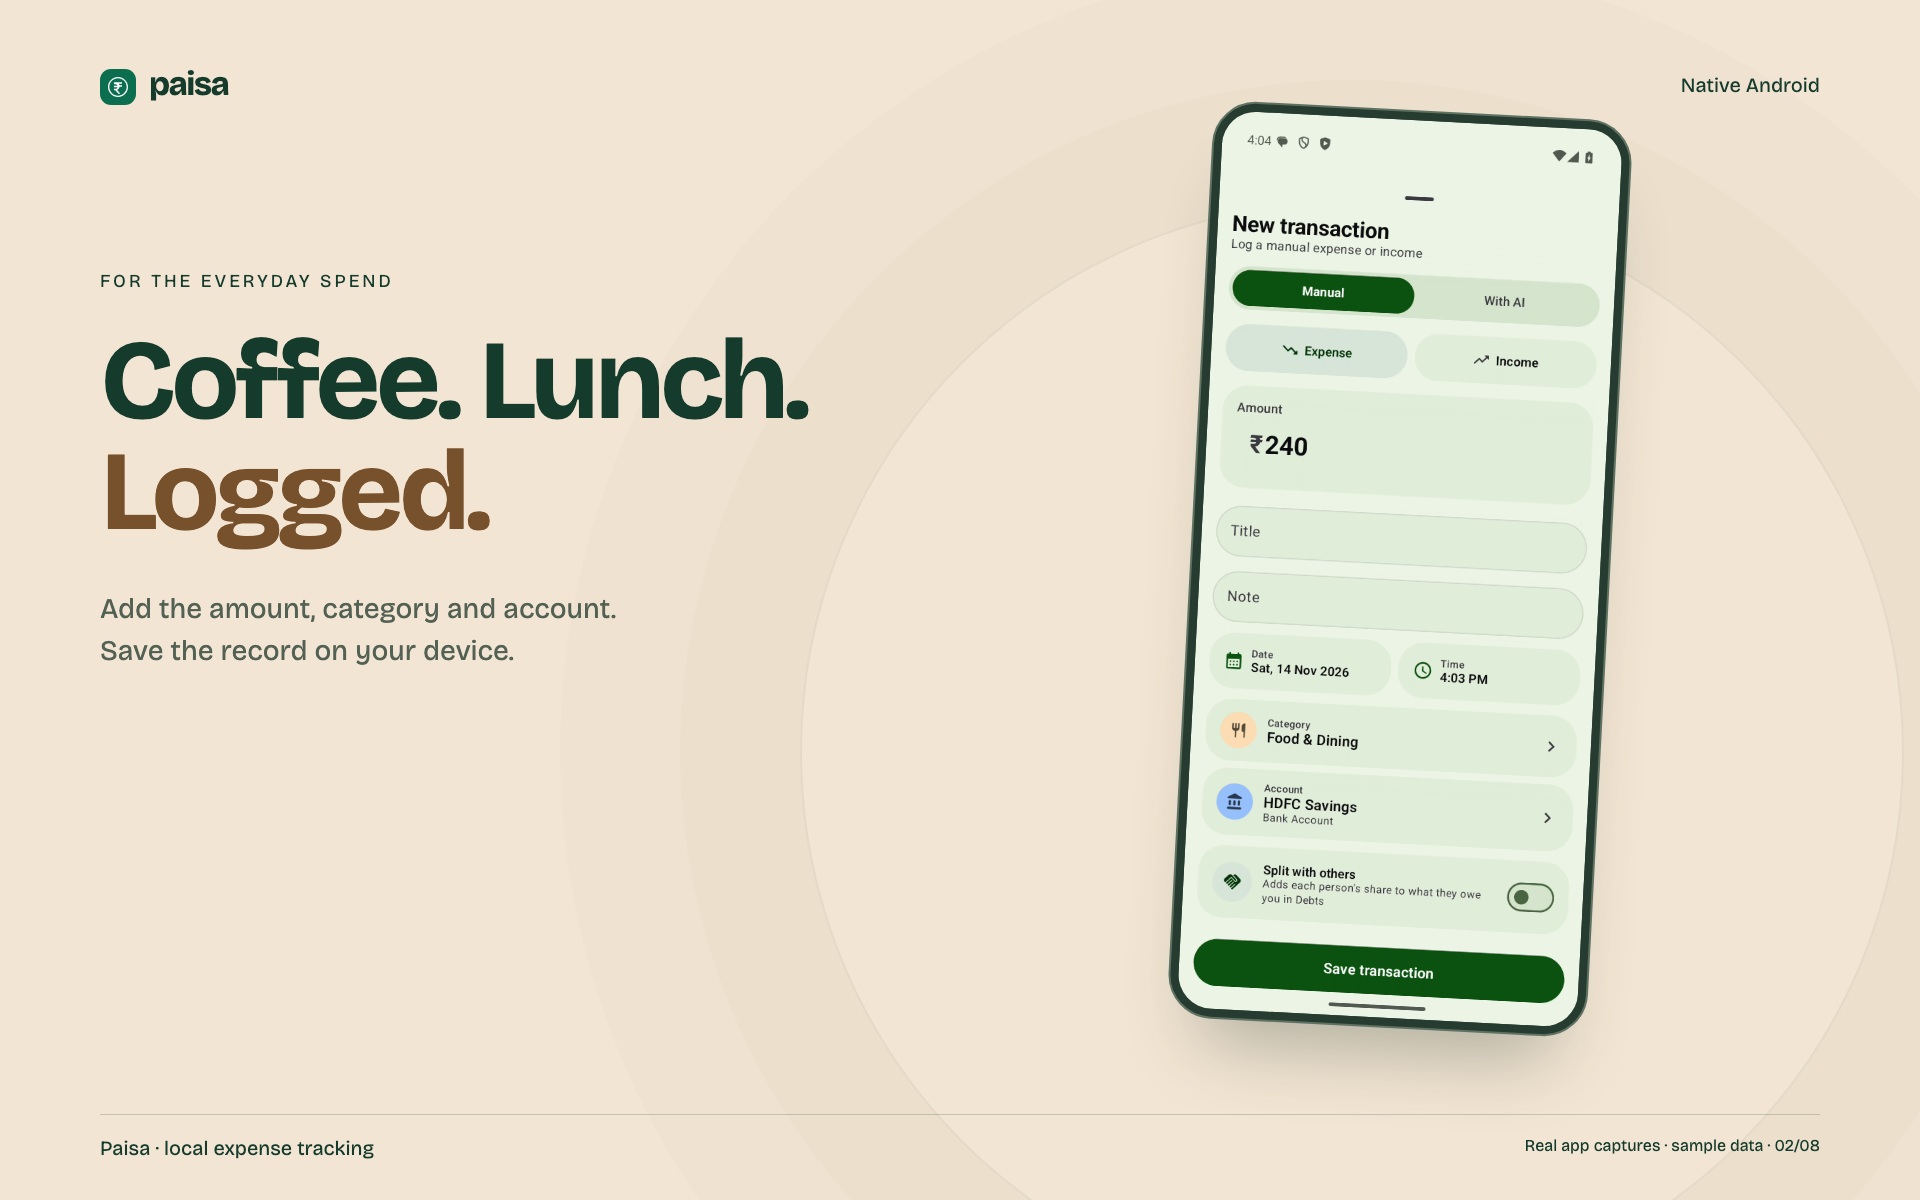 paisa
Native Android
FOR THE EVERYDAY SPEND
Coffee. Lunch.
Logged.
Add the amount, category and account.
Save the record on your device.
4:04
New transaction
Log a manual expense or income
Manual
With AI
Expense
Income
Amount
₹240
Title
Note
Date
Sat, 14 Nov 2026
Time
4:03 PM
Category
Food & Dining
Account
HDFC Savings
Bank Account
Split with others
Adds each person's share to what they owe
you in Debts
Save transaction
Paisa · local expense tracking
Real app captures · sample data · 02/08